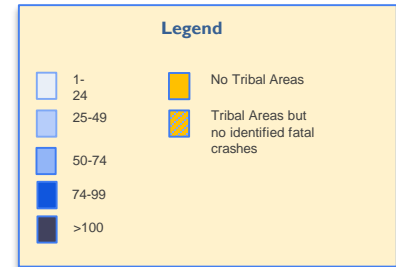 Legend
1-
24
25-49
50-74
74-99
>100
No Tribal Areas
Tribal Areas but
no identified fatal
crashes